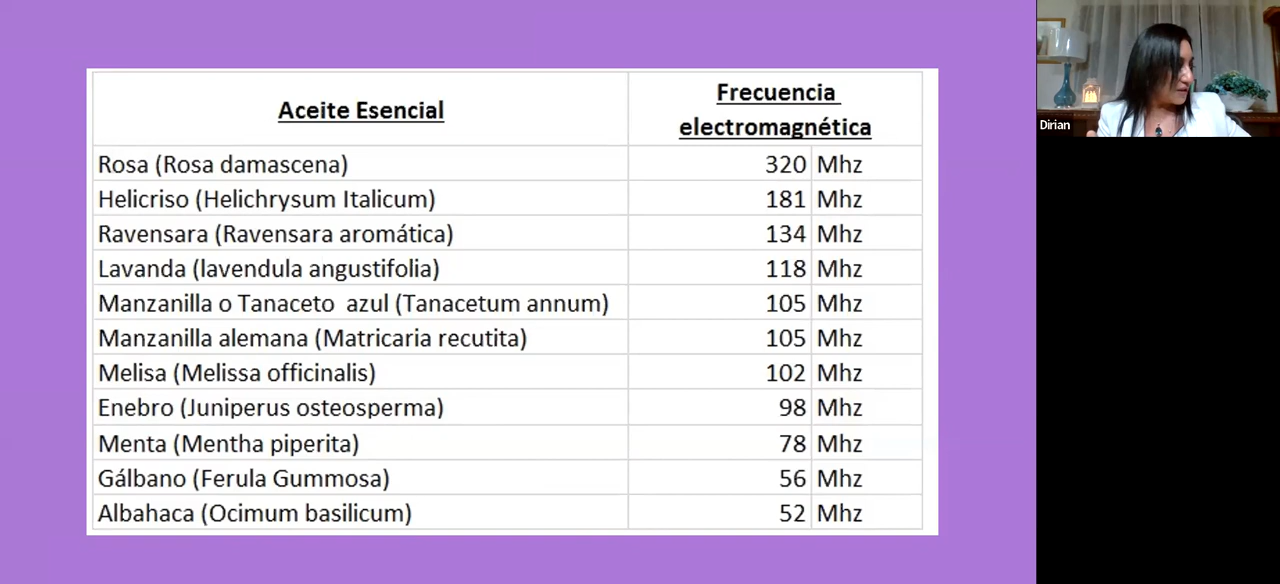 Aceite Esencial
Frecuencia
electromagnética
Rosa (Rosa damascena) 320 Mhz
Helicriso (Helichrysum Italicum) 181 Mhz
Ravensara (Ravensara aromática) 134 Mhz
Lavanda (lavendula angustifolia) 118 Mhz
Manzanilla o Tanaceto azul (Tanacetum annum) 105 Mhz
Manzanilla alemana (Matricaria recutita) 105 Mhz
Melisa (Melissa officinalis) 102 Mhz
Enebro (Juniperus osteosperma) 98 Mhz
Menta (Mentha piperita) 78 Mhz
Gálbano (Ferula Gummosa) 56 Mhz
Albahaca (Ocimum basilicum) 52 Mhz
Dirian